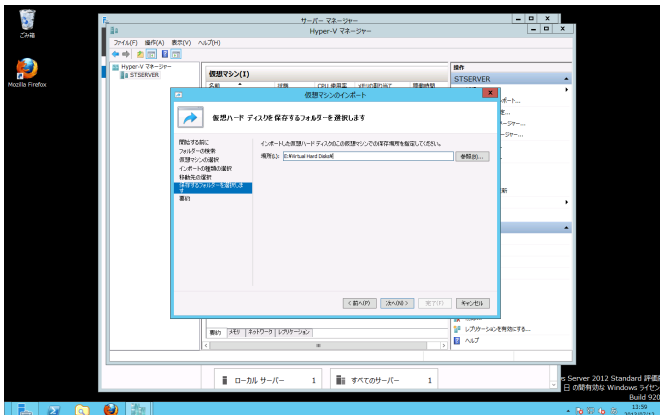 サーバー マネージャー
Hyper-V マネージャー
ごみ箱
Mozilla Firefox
ファイル(F) 操作(A) 表示(V) ヘルプ(H)
Hyper-V マネージャー
STSERVER
仮想マシン(I)
操作
STSERVER
仮想マシンのインポート
仮想ハード ディスクを保存するフォルダーを選択します
開始する前に
フォルダーの検索
仮想マシンの選択
インポートの種類の選択
移動先の選択
保存するフォルダーを選択します
要約
インポートした仮想ハード ディスクのこの仮想マシンでの保存場所を指定してください。
場所(L): D:¥Virtual Hard Disks¥
参照(B)...
< 前へ(P) 次へ(N) > 完了(F) キャンセル
要約 メモリ ネットワーク レプリケーション
レプリケーションを有効にする...
ヘルプ
ローカル サーバー 1
すべてのサーバー 1
s Server 2012 Standard 評価
日 の間有効な Windows ライセン
Build 920
13:59